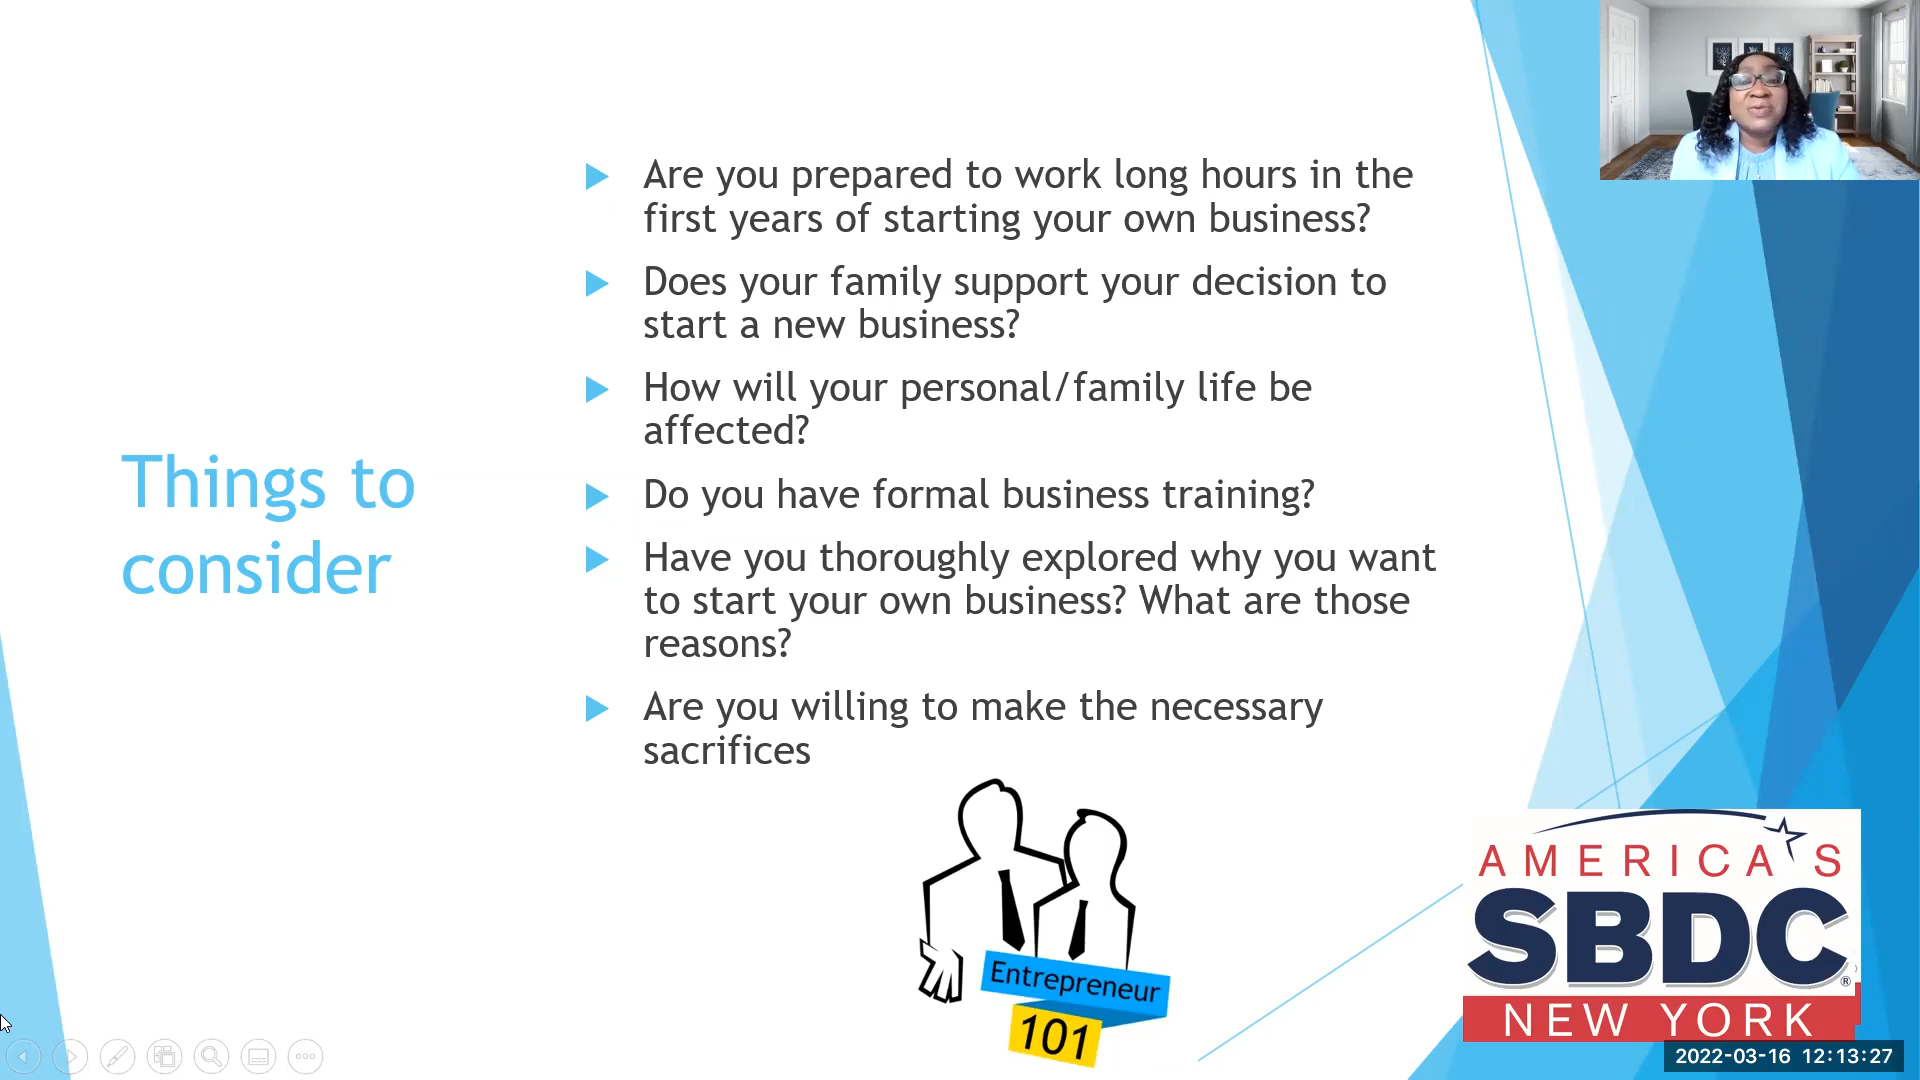 Things to
consider
Are you prepared to work long hours in the
first years of starting your own business?
Does your family support your decision to
start a new business?
How will your personal/family life be
affected?
Do you have formal business training?
Have you thoroughly explored why you want
to start your own business? What are those
reasons?
Are you willing to make the necessary
sacrifices
Entrepreneur
101
AMERICA'S
SBDC®
NEW YORK
2022-03-16 12:13:27